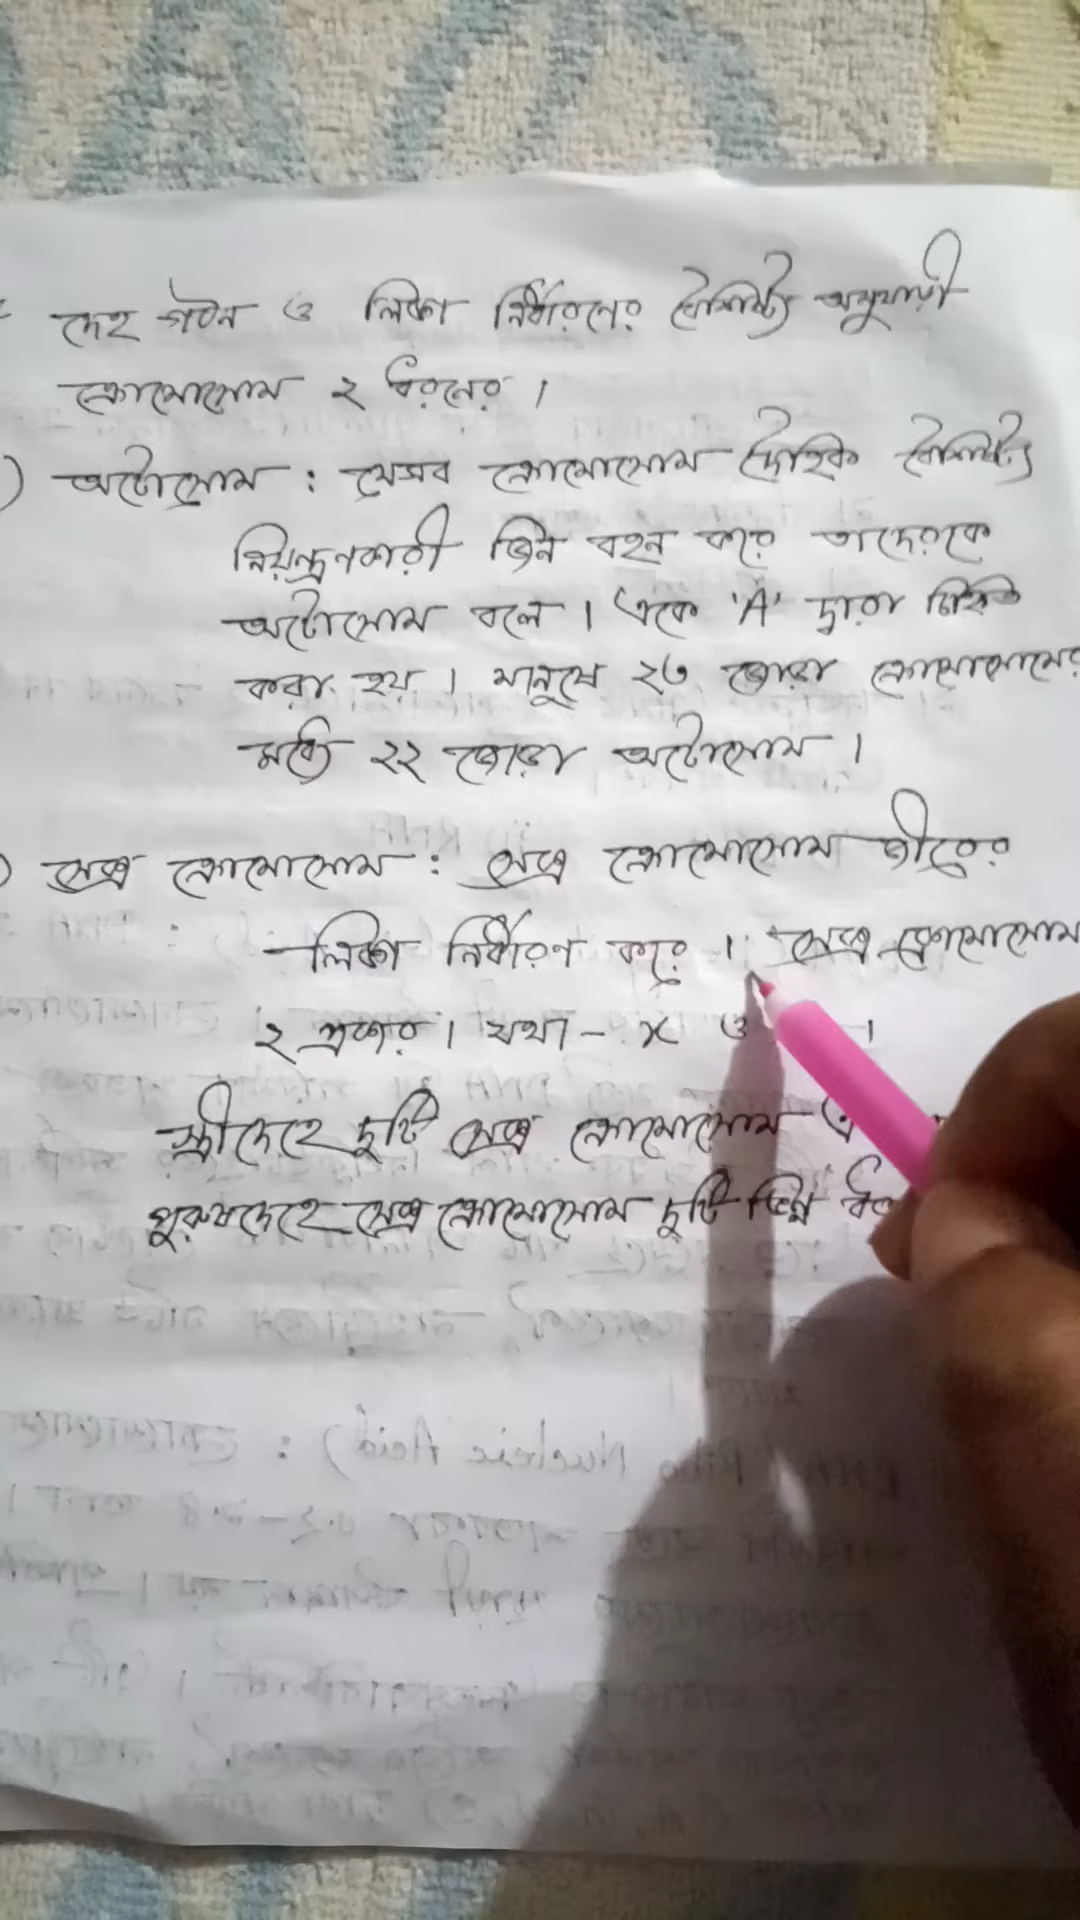 দেহ গঠন ও লিঙ্গ নির্ধারনের বৈশিষ্ট্য অনুযায়ী
ক্রোমোসোম ২ ধরনের ।
) অটোসোম : যেসব ক্রোমোসোম দৈহিক বৈশিষ্ট্য
নিয়ন্ত্রণকারী জিন বহন করে তাদেরকে
অটোসোম বলে । একে 'A' দ্বারা চিহ্নিত
করা হয় । মানুষে ২৩ জোড়া ক্রোমোসোমের
মধ্যে ২২ জোড়া অটোসোম ।
) সেক্স ক্রোমোসোম : সেক্স ক্রোমোসোম জীবের
লিঙ্গ নির্ধারণ করে । সেক্স ক্রোমোসোম
২ প্রকার । যথা - X ও ।
স্ত্রীদেহে দুটি সেক্স ক্রোমোসোম
পুরুষদেহে সেক্স ক্রোমোসোম দুটি ভিন্ন